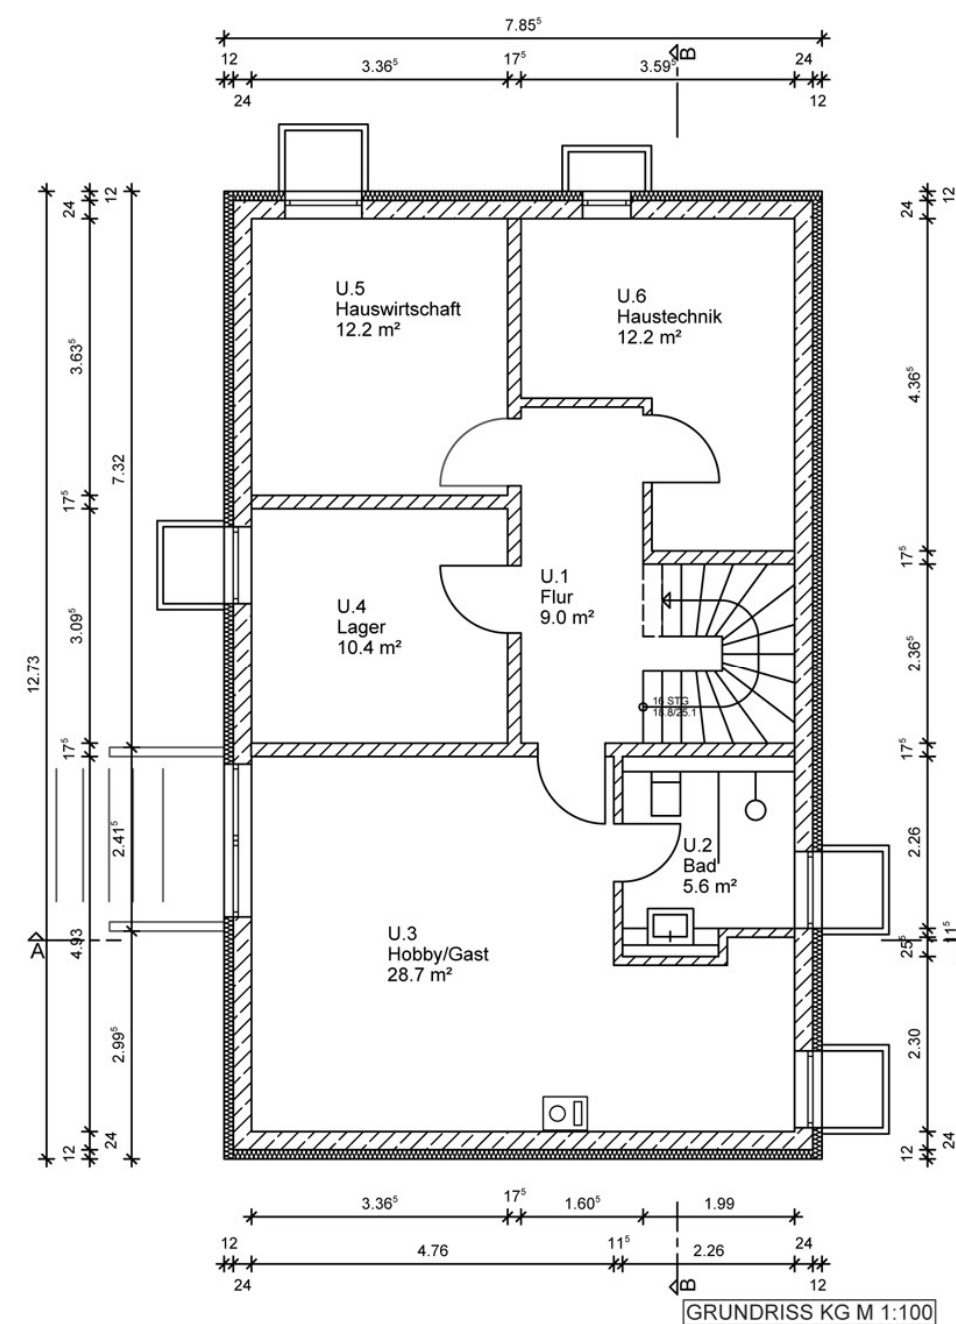 7.85⁵
B
12
3.36⁵
17⁵
3.59⁵
24
24
12
12
24
12
24
12
U.5
Hauswirtschaft
12.2 m²
U.6
Haustechnik
12.2 m²
3.63⁵
4.36⁵
7.32
17⁵
17⁵
U.1
Flur
9.0 m²
U.4
Lager
10.4 m²
3.09⁵
2.36⁵
12.73
16 STG
18.8/25.1
17⁵
17⁵
2.41⁵
2.26
U.2
Bad
5.6 m²
A
4.93
U.3
Hobby/Gast
28.7 m²
25⁵
11⁵
2.99⁵
2.30
12
24
12
24
3.36⁵
17⁵
1.60⁵
1.99
12
4.76
11⁵
2.26
24
24
B
12
GRUNDRISS KG M 1:100